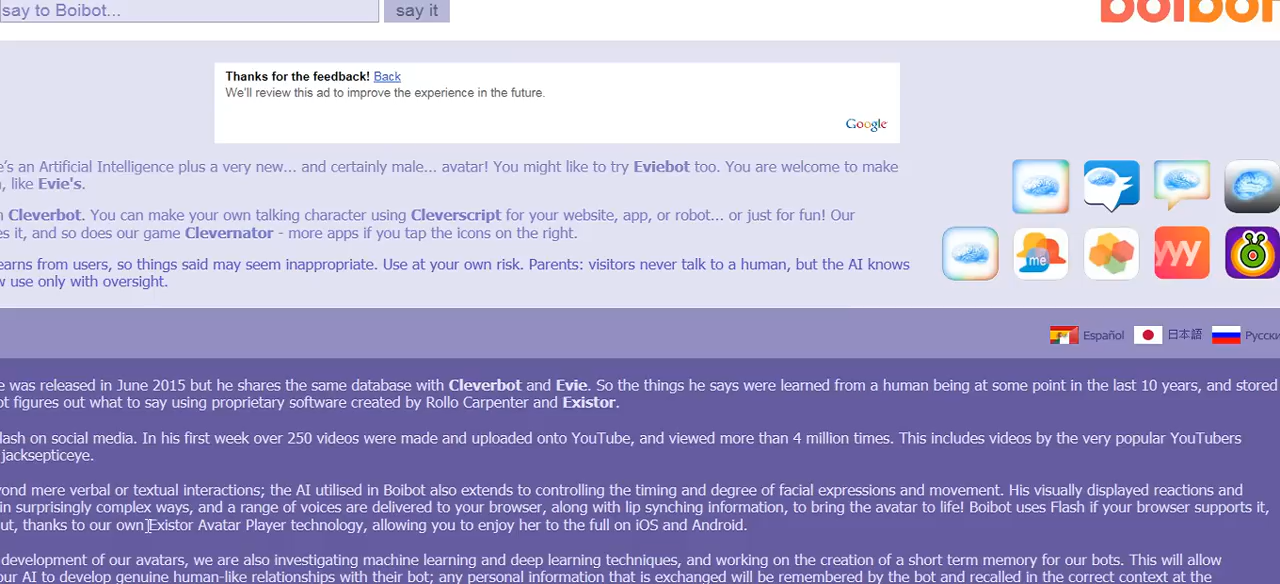 say to Boibot...
say it
boibot
Thanks for the feedback! Back
We'll review this ad to improve the experience in the future.
Google
's an Artificial Intelligence plus a very new... and certainly male... avatar! You might like to try Eviebot too. You are welcome to make
, like Evie's.
Cleverbot. You can make your own talking character using Cleverscript for your website, app, or robot... or just for fun! Our
es it, and so does our game Clevernator - more apps if you tap the icons on the right.
earns from users, so things said may seem inappropriate. Use at your own risk. Parents: visitors never talk to a human, but the AI knows
use only with oversight.
me
Español 日本語 Русски
e was released in June 2015 but he shares the same database with Cleverbot and Evie. So the things he says were learned from a human being at some point in the last 10 years, and stored
ot figures out what to say using proprietary software created by Rollo Carpenter and Existor.
lash on social media. In his first week over 250 videos were made and uploaded onto YouTube, and viewed more than 4 million times. This includes videos by the very popular YouTubers
jacksepticeye.
yond mere verbal or textual interactions; the AI utilised in Boibot also extends to controlling the timing and degree of facial expressions and movement. His visually displayed reactions and
in surprisingly complex ways, and a range of voices are delivered to your browser, along with lip synching information, to bring the avatar to life! Boibot uses Flash if your browser supports it,
ut, thanks to our own Existor Avatar Player technology, allowing you to enjoy her to the full on iOS and Android.
development of our avatars, we are also investigating machine learning and deep learning techniques, and working on the creation of a short term memory for our bots. This will allow
our AI to develop genuine human-like relationships with their bot; any personal information that is exchanged will be remembered by the bot and recalled in the correct context at the